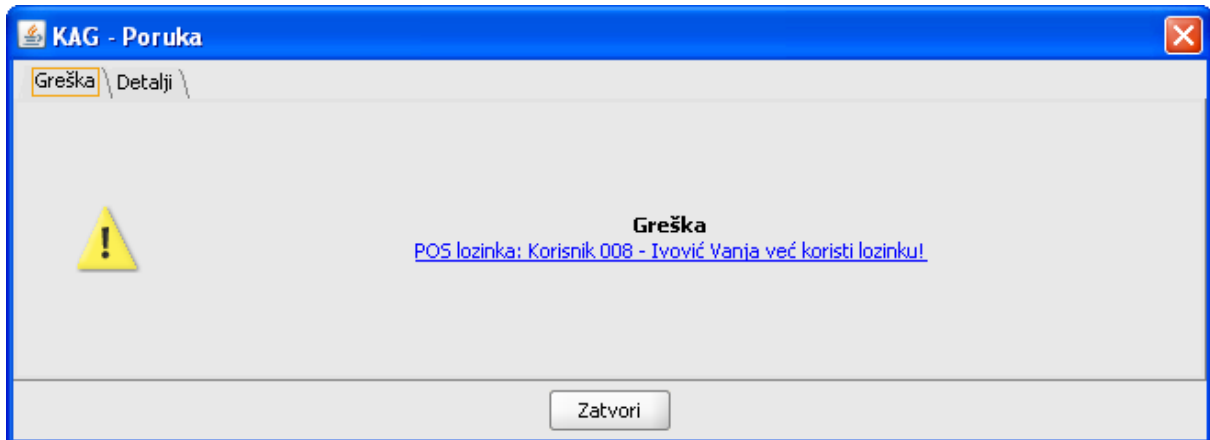 KAG - Poruka
Greška Detalji
Greška
POS lozinka: Korisnik 008 - Ivović Vanja već koristi lozinku!
Zatvori